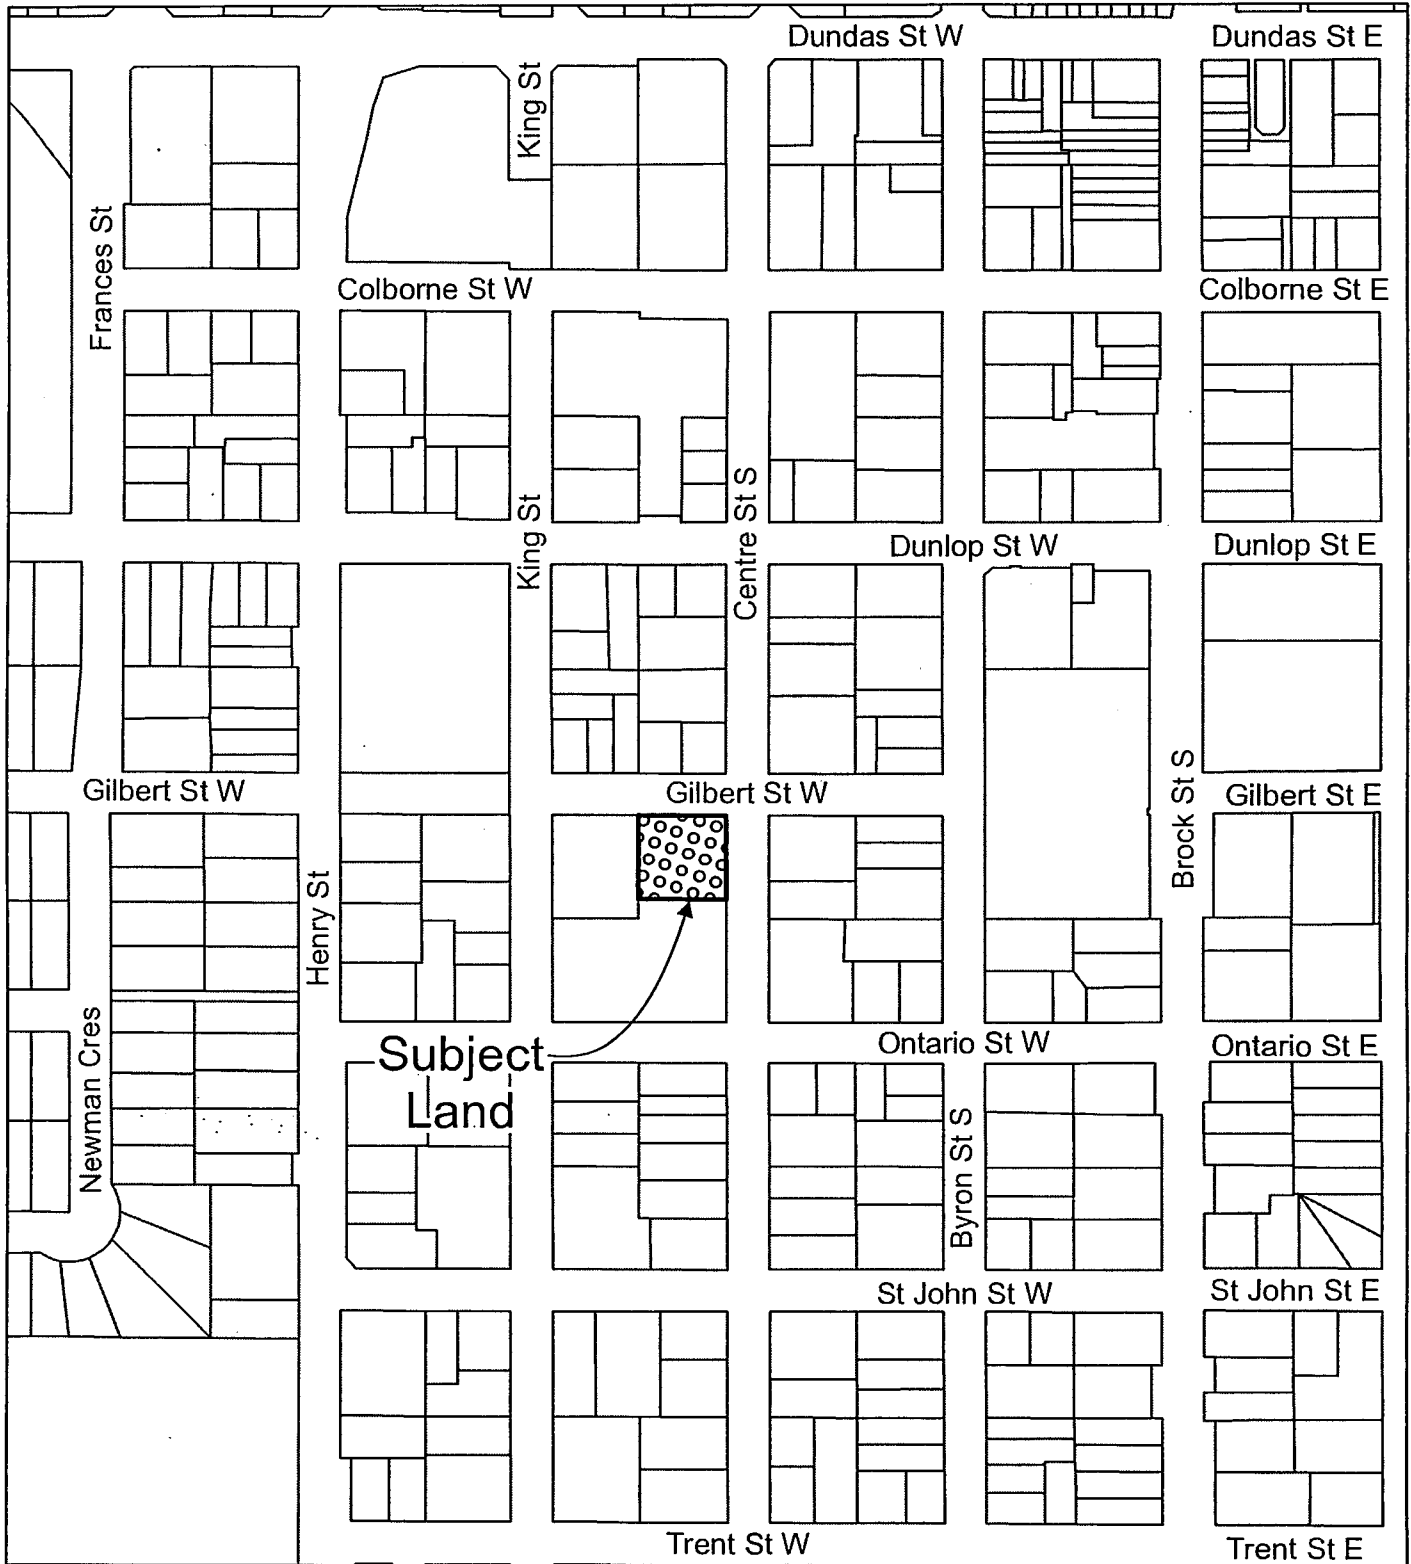 Dundas St W
Dundas St E
King St
Frances St
Colborne St W
Colborne St E
King St
Centre St S
Dunlop St W
Dunlop St E
Gilbert St W
Gilbert St W
Gilbert St E
Brock St S
Henry St
Newman Cres
Subject
Land
Ontario St W
Ontario St E
Byron St S
St John St W
St John St E
Trent St W
Trent St E